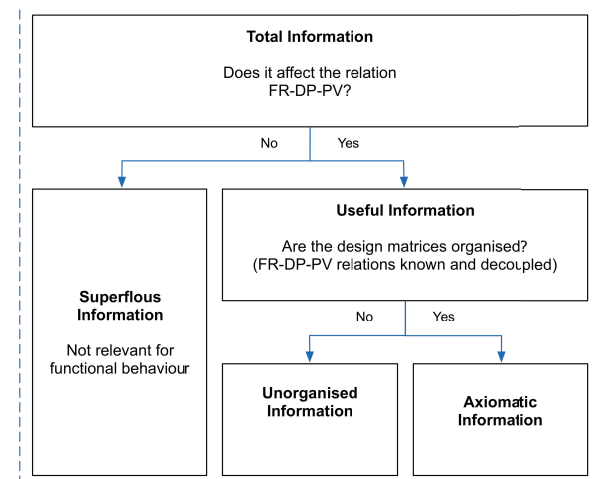 Total Information
Does it affect the relation
FR-DP-PV?
No
Yes
Useful Information
Are the design matrices organised?
(FR-DP-PV relations known and decoupled)
Superflous
Information
Not relevant for
functional behaviour
No
Yes
Unorganised
Information
Axiomatic
Information